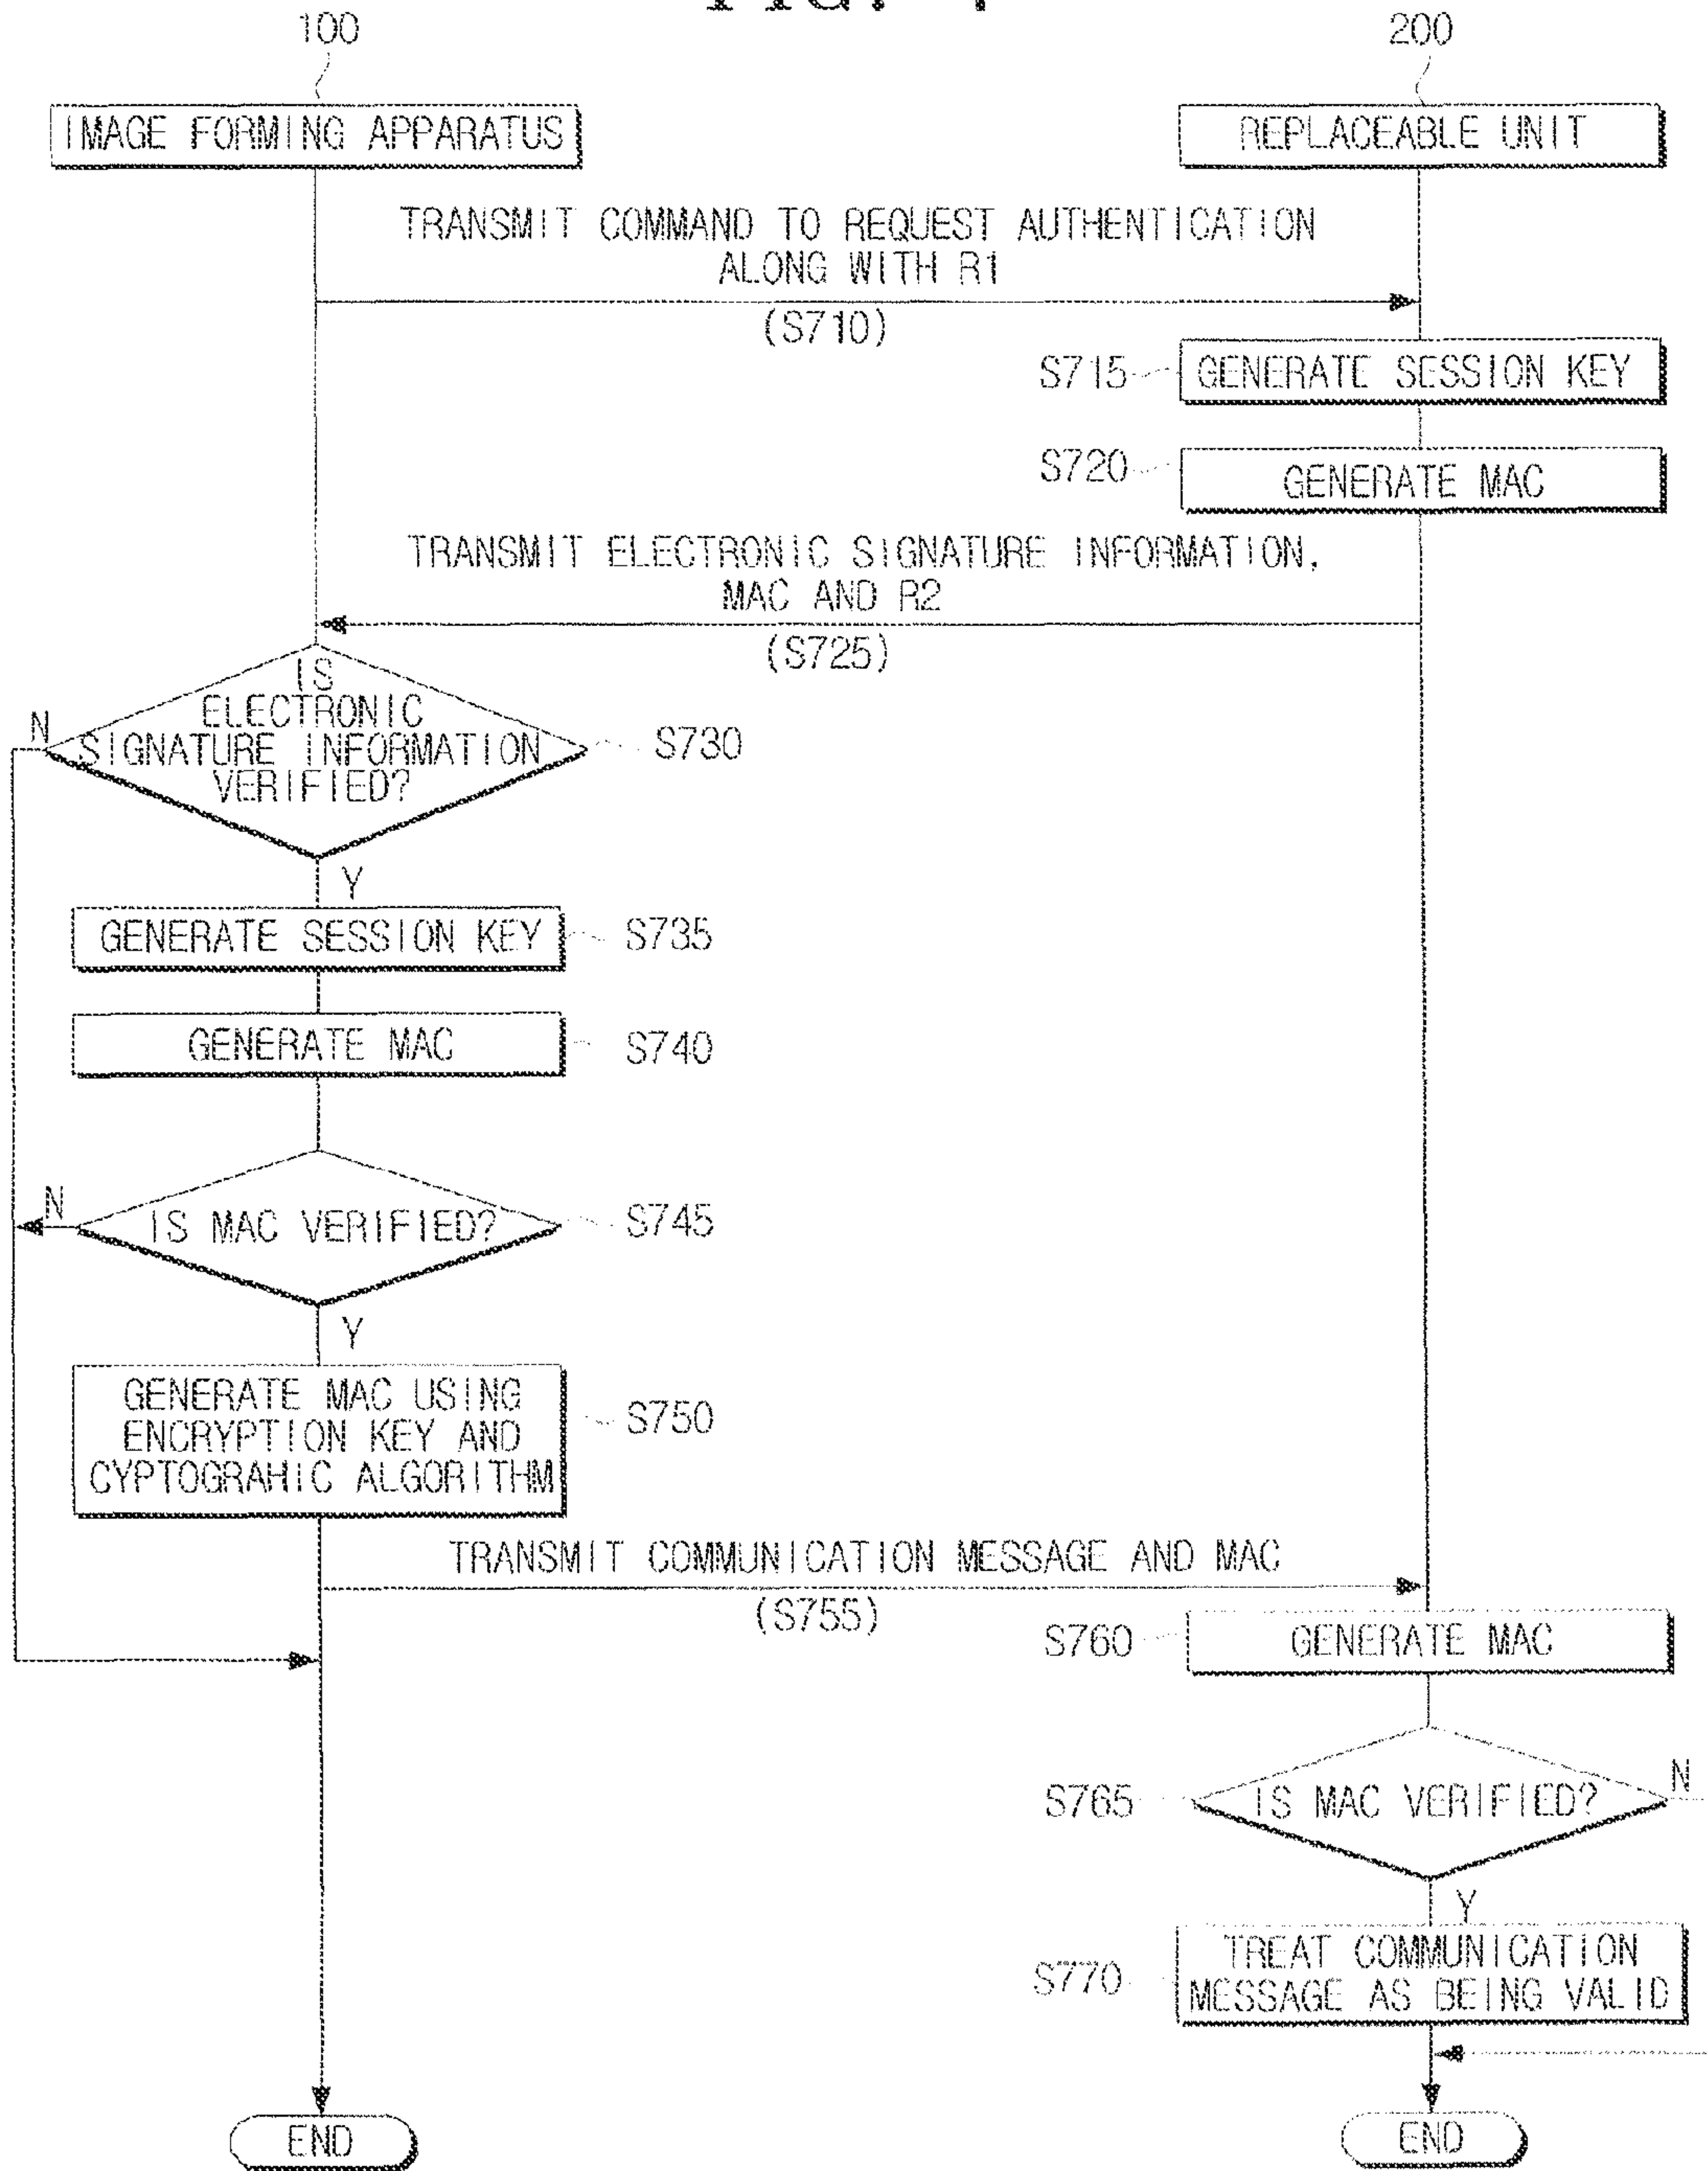 100
200
IMAGE FORMING APPARATUS
REPLACEABLE UNIT
TRANSMIT COMMAND TO REQUEST AUTHENTICATION
ALONG WITH R1
(S710)
S715
GENERATE SESSION KEY
S720
GENERATE MAC
TRANSMIT ELECTRONIC SIGNATURE INFORMATION,
MAC AND R2
(S725)
IS
ELECTRONIC
SIGNATURE INFORMATION
VERIFIED?
N
S730
Y
GENERATE SESSION KEY
S735
GENERATE MAC
S740
N
IS MAC VERIFIED?
S745
Y
GENERATE MAC USING
ENCRYPTION KEY AND
CYPTOGRAHIC ALGORITHM
S750
TRANSMIT COMMUNICATION MESSAGE AND MAC
(S755)
S760
GENERATE MAC
S765
IS MAC VERIFIED?
N
Y
S770
TREAT COMMUNICATION
MESSAGE AS BEING VALID
END
END